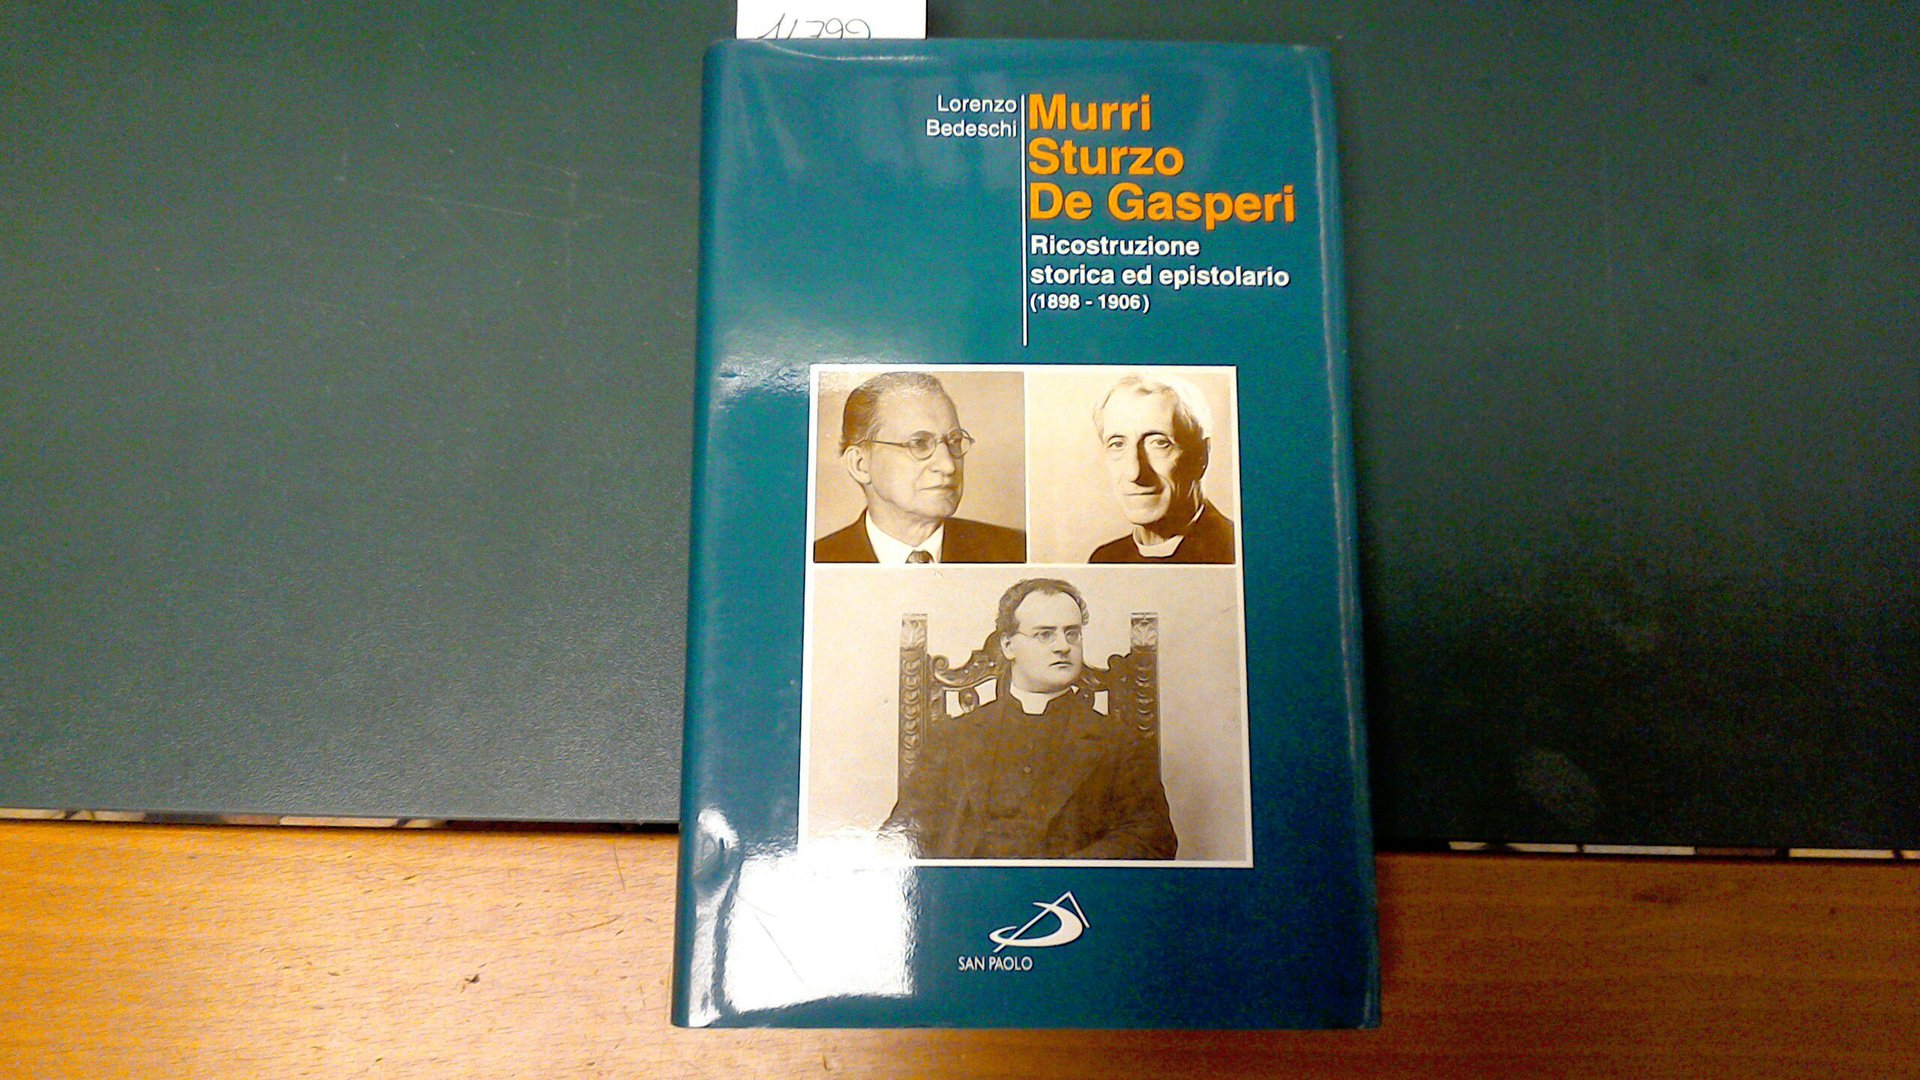 Lorenzo
Bedeschi
Murri
Sturzo
De Gasperi
Ricostruzione
storica ed epistolario
(1898 - 1906)
SAN PAOLO